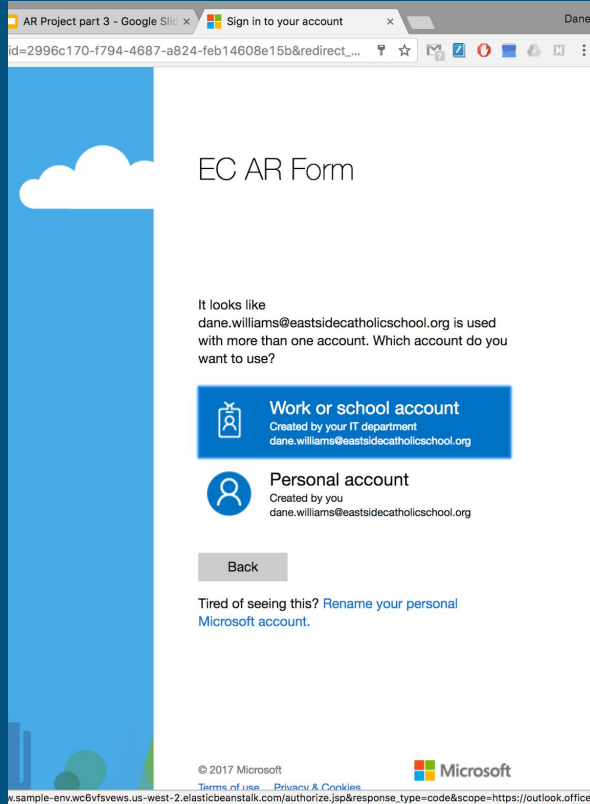 AR Project part 3 - Google Slid
Sign in to your account
Dane
id=2996c170-f794-4687-a824-feb14608e15b&redirect_...
EC AR Form
It looks like
dane.williams@eastsidecatholicschool.org is used
with more than one account. Which account do you
want to use?
Work or school account
Created by your IT department
dane.williams@eastsidecatholicschool.org
Personal account
Created by you
dane.williams@eastsidecatholicschool.org
Back
Tired of seeing this? Rename your personal
Microsoft account.
© 2017 Microsoft
Microsoft
Terms of use Privacy & Cookies
w.sample-env.wc6vfsvews.us-west-2.elasticbeanstalk.com/authorize.jsp&response_type=code&scope=https://outlook.office